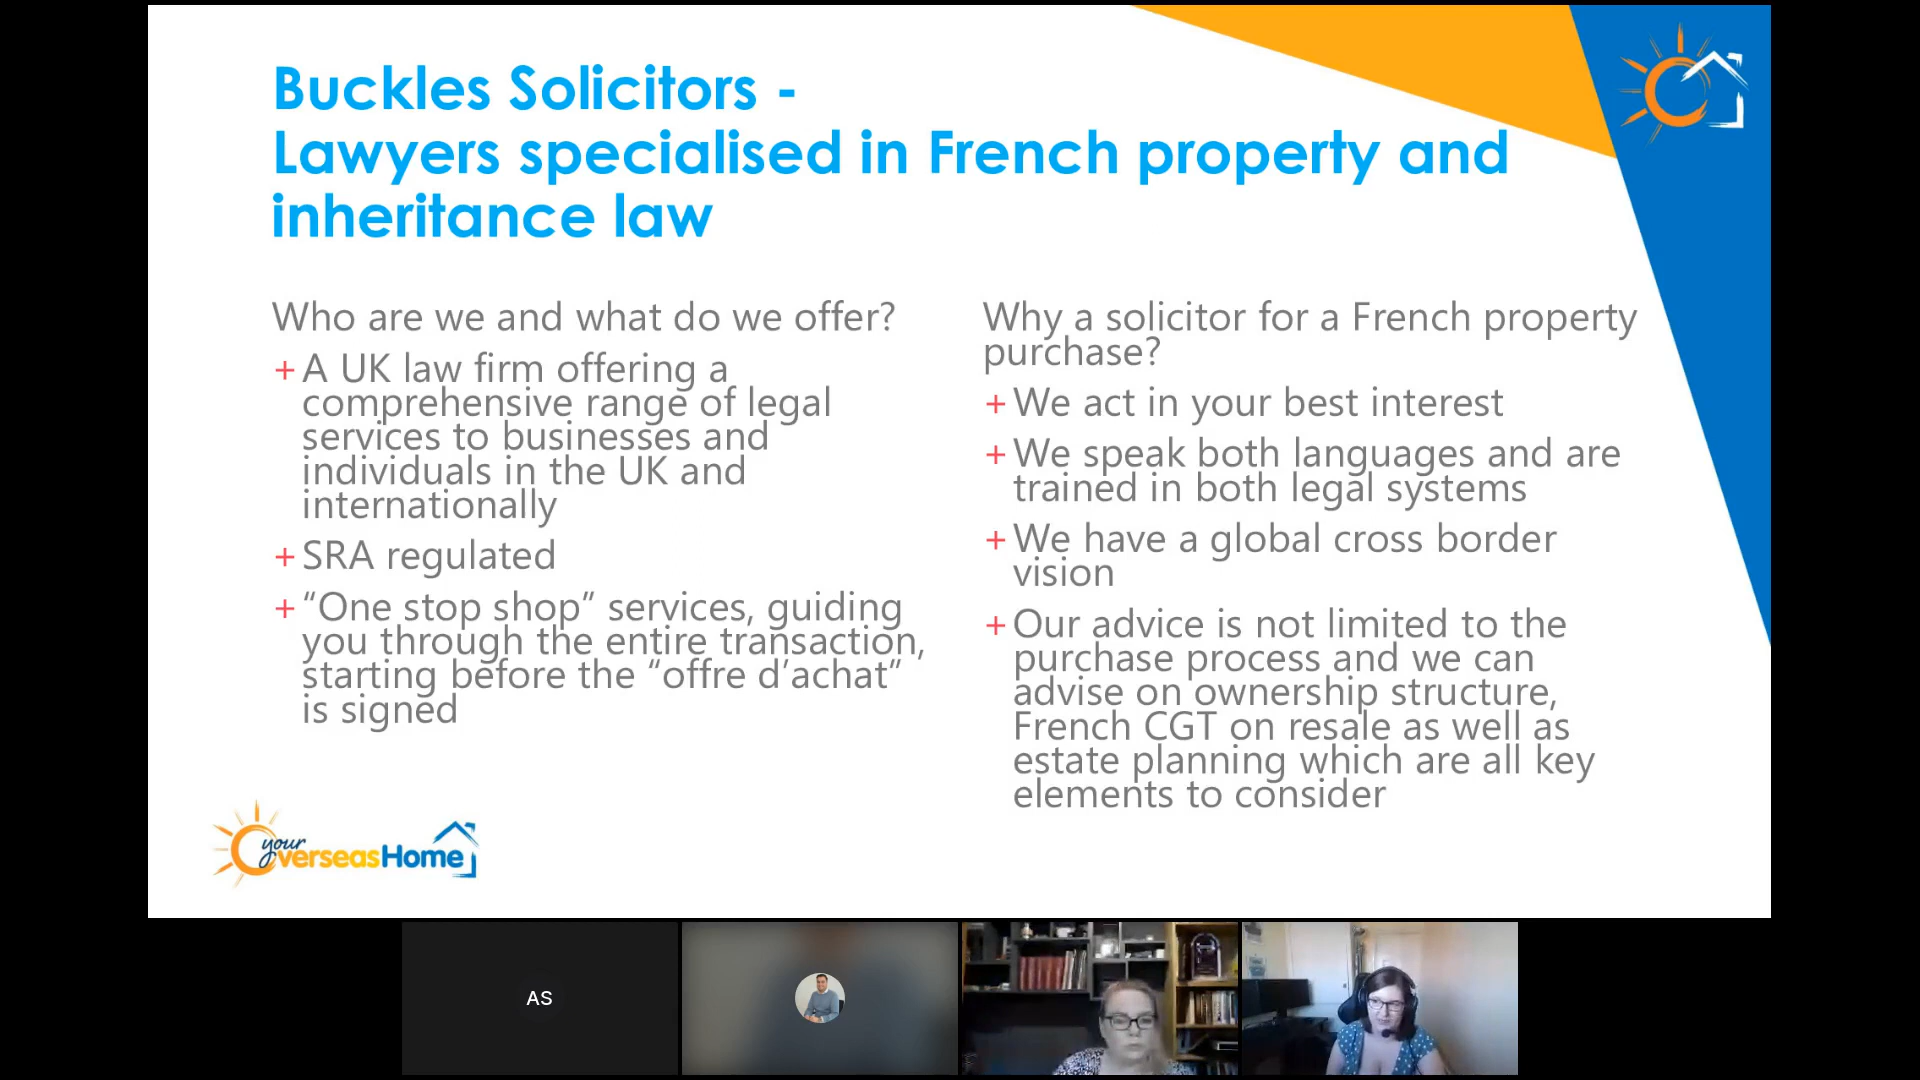 Buckles Solicitors -
Lawyers specialised in French property and
inheritance law
Who are we and what do we offer?
+ A UK law firm offering a
comprehensive range of legal
services to businesses and
individuals in the UK and
internationally
+ SRA regulated
+ “One stop shop” services, guiding
you through the entire transaction,
starting before the “offre d’achat”
is signed
Why a solicitor for a French property
purchase?
+ We act in your best interest
+ We speak both languages and are
trained in both legal systems
+ We have a global cross border
vision
+ Our advice is not limited to the
purchase process and we can
advise on ownership structure,
French CGT on resale as well as
estate planning which are all key
elements to consider
your
OverseasHome
AS